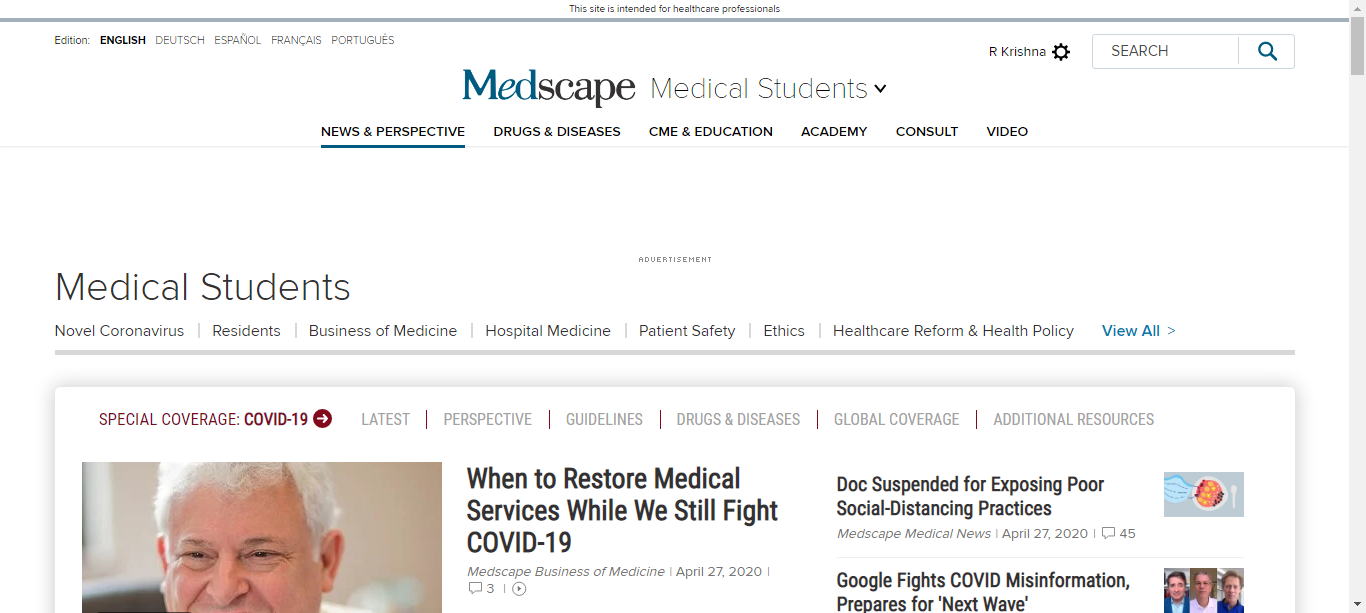 This site is intended for healthcare professionals
Edition: ENGLISH DEUTSCH ESPAÑOL FRANÇAIS PORTUGUÊS
R Krishna
SEARCH
Medscape Medical Students
NEWS & PERSPECTIVE DRUGS & DISEASES CME & EDUCATION ACADEMY CONSULT VIDEO
ADVERTISEMENT
Medical Students
Novel Coronavirus | Residents | Business of Medicine | Hospital Medicine | Patient Safety | Ethics | Healthcare Reform & Health Policy View All >
SPECIAL COVERAGE: COVID-19 LATEST | PERSPECTIVE | GUIDELINES | DRUGS & DISEASES | GLOBAL COVERAGE | ADDITIONAL RESOURCES
When to Restore Medical
Services While We Still Fight
COVID-19
Medscape Business of Medicine | April 27, 2020 |
3 |
Doc Suspended for Exposing Poor
Social-Distancing Practices
Medscape Medical News | April 27, 2020 | 45
Google Fights COVID Misinformation,
Prepares for 'Next Wave'